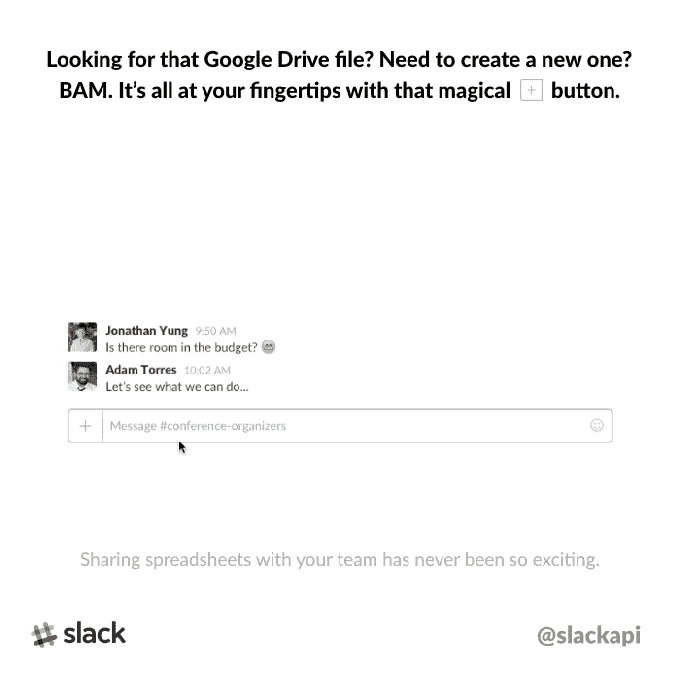 Looking for that Google Drive file? Need to create a new one?
BAM. It's all at your fingertips with that magical + button.
Jonathan Yung 9:50 AM
Is there room in the budget?
Adam Torres 10:02 AM
Let's see what we can do...
+ Message #conference-organizers
Sharing spreadsheets with your team has never been so exciting.
slack @slackapi